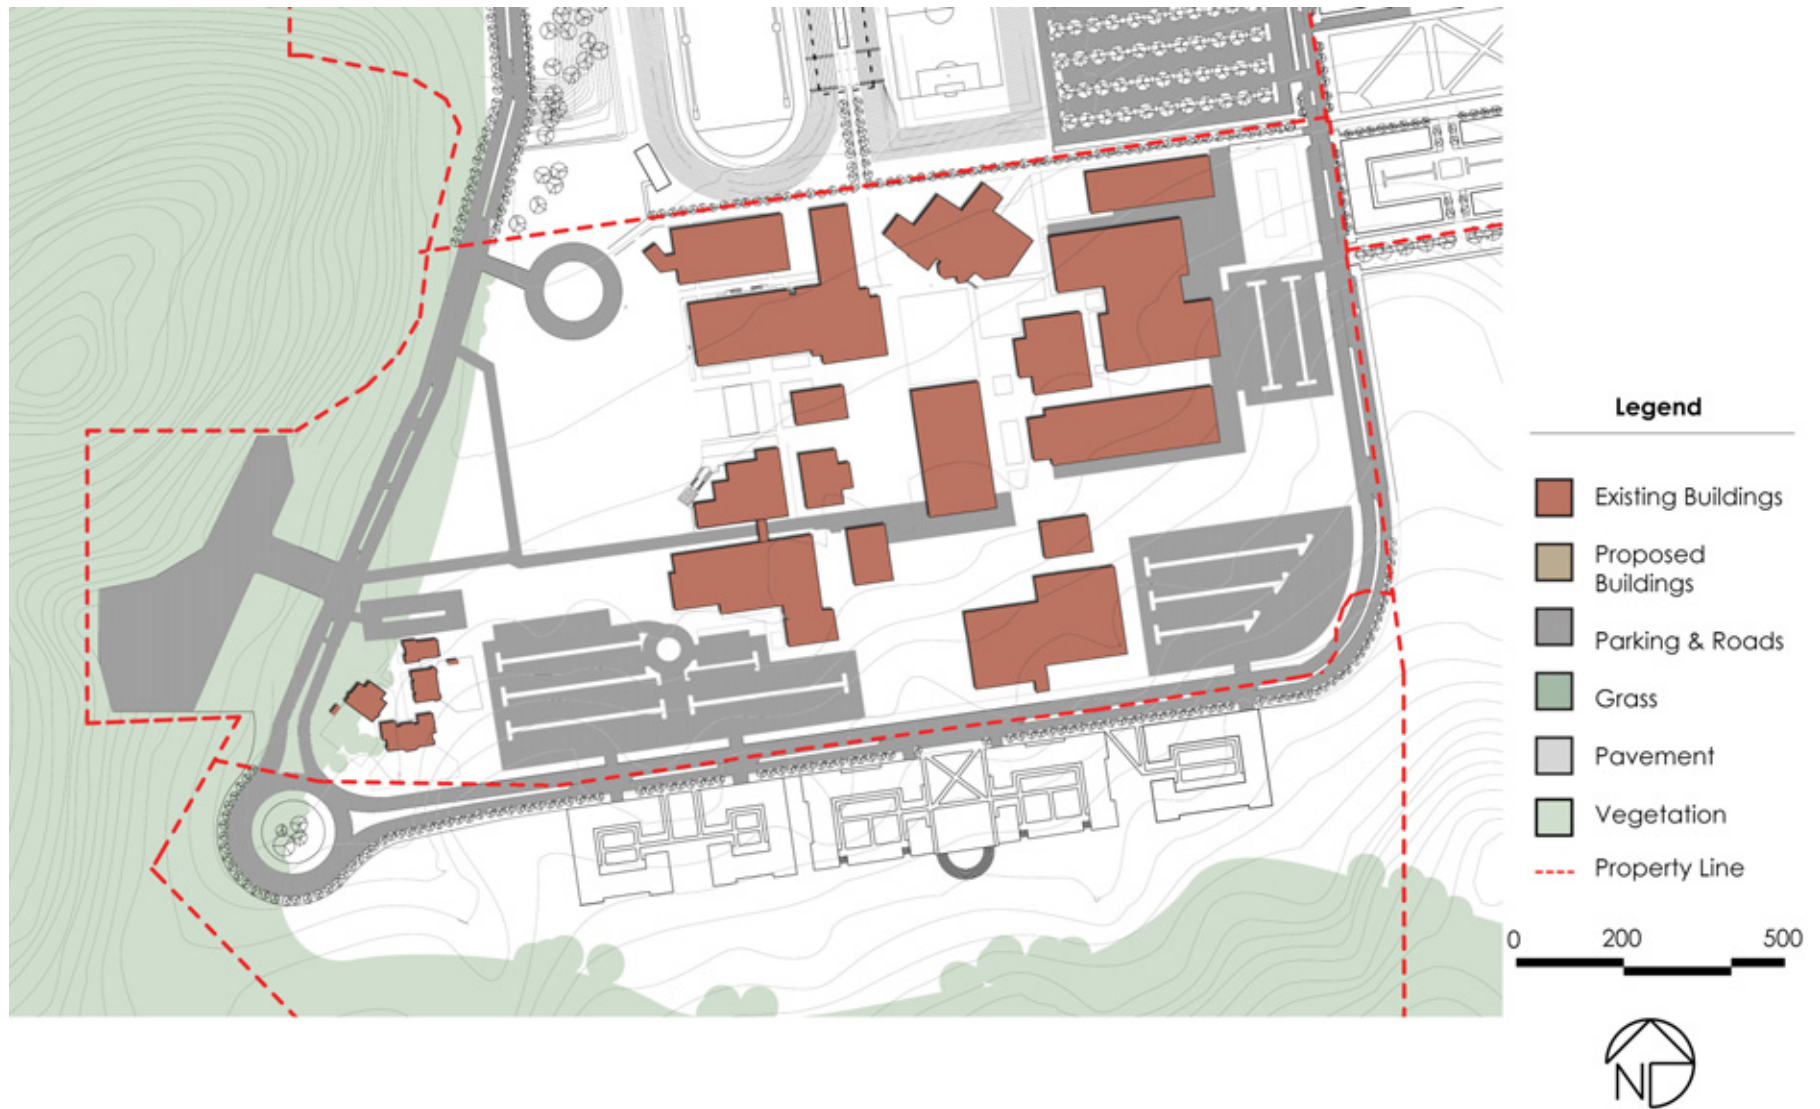 Legend
Existing Buildings
Proposed
Buildings
Parking & Roads
Grass
Pavement
Vegetation
Property Line
0 200 500
N